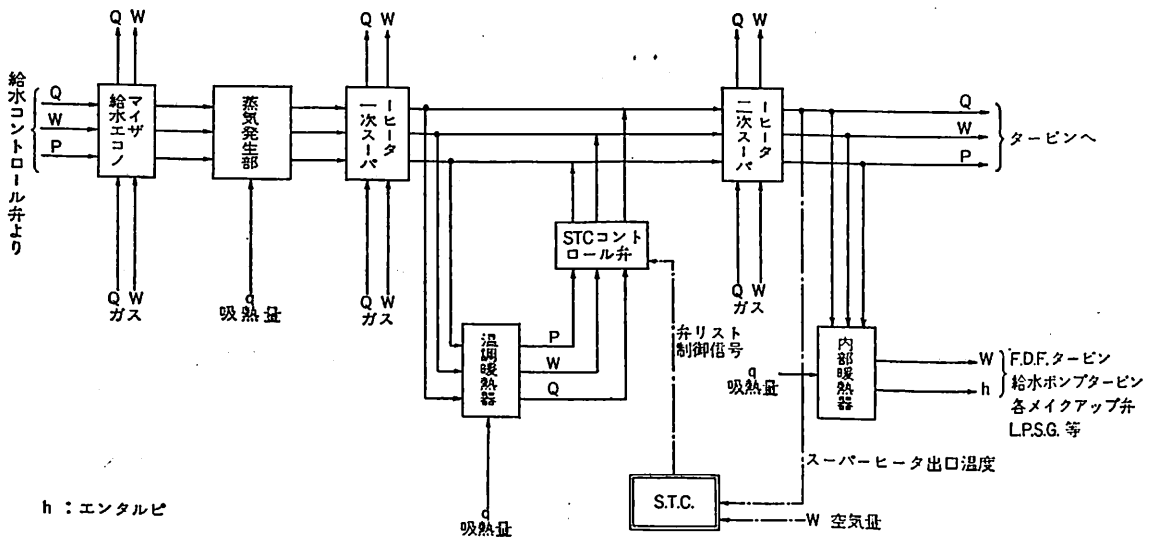 Q W
Q W
Q W
給水コントロール弁より
Q
W
P
給水エコノ
マイザ
蒸気発生部
一次スーパ
ーヒータ
二次スーパ
ーヒータ
Q
W
P
タービンへ
STCコント
ロール弁
Q W
ガス
q
吸熱量
Q W
ガス
Q W
ガス
温調暖熱器
P
W
Q
弁リスト
制御信号
q
吸熱量
内部暖熱器
W
h
F.D.F.タービン
給水ポンプタービン
各メイクアップ弁
L.P.S.G. 等
スーパーヒータ出口温度
S.T.C.
W 空気量
q
吸熱量
h : エンタルピ